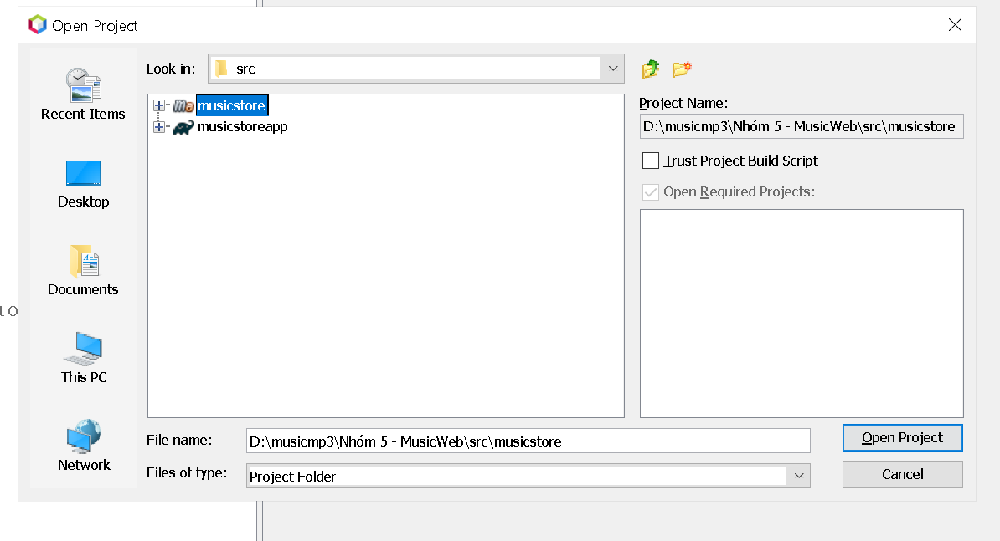 Open Project
Look in:
src
Recent Items
Desktop
Documents
This PC
Network
musicstore
musicstoreapp
Project Name:
D:\musicmp3\Nhóm 5 - MusicWeb\src\musicstore
Trust Project Build Script
Open Required Projects:
File name:
D:\musicmp3\Nhóm 5 - MusicWeb\src\musicstore
Open Project
Files of type:
Project Folder
Cancel
t O